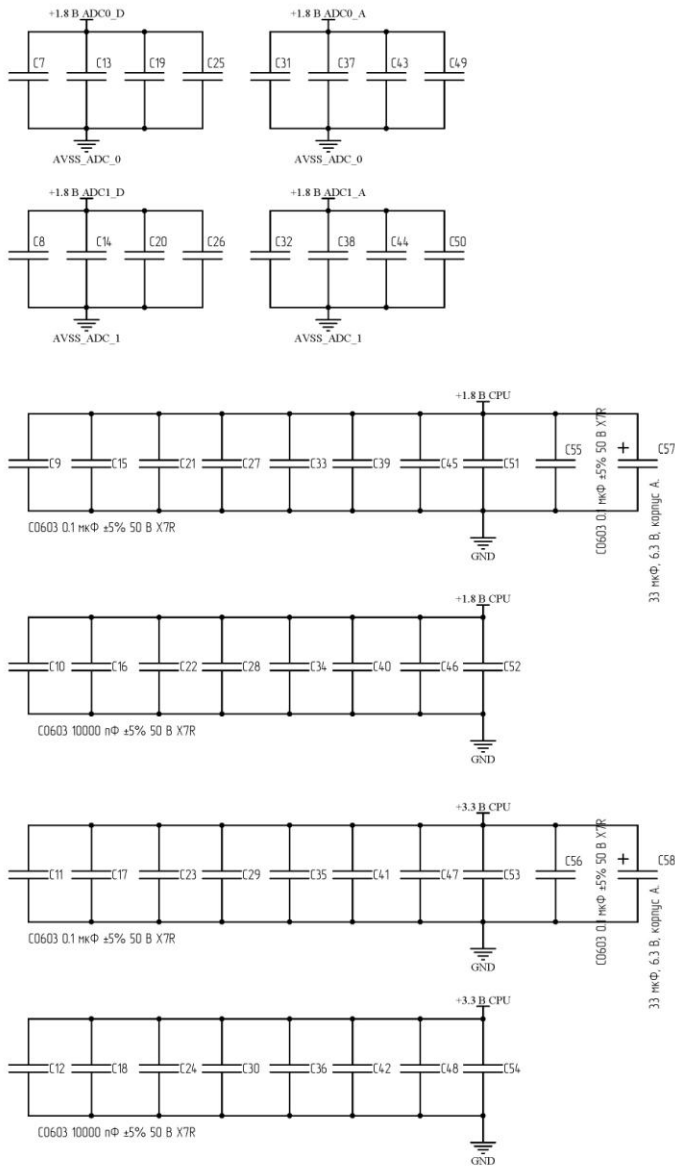 +1.8 В ADC0_D
+1.8 В ADC0_A
C7
C13
C19
C25
C31
C37
C43
C49
AVSS_ADC_0
AVSS_ADC_0
+1.8 В ADC1_D
+1.8 В ADC1_A
C8
C14
C20
C26
C32
C38
C44
C50
AVSS_ADC_1
AVSS_ADC_1
+1.8 В CPU
C9
C15
C21
C27
C33
C39
C45
C51
C55
C0603 0.1 мкФ ±5% 50 В X7R
+
C57
33 мкФ, 6.3 В, корпус А.
C0603 0.1 мкФ ±5% 50 В X7R
GND
+1.8 В CPU
C10
C16
C22
C28
C34
C40
C46
C52
C0603 10000 пФ ±5% 50 В X7R
GND
+3.3 В CPU
C11
C17
C23
C29
C35
C41
C47
C53
C56
C0603 0.1 мкФ ±5% 50 В X7R
+
C58
33 мкФ, 6.3 В, корпус А.
C0603 0.1 мкФ ±5% 50 В X7R
GND
+3.3 В CPU
C12
C18
C24
C30
C36
C42
C48
C54
C0603 10000 пФ ±5% 50 В X7R
GND